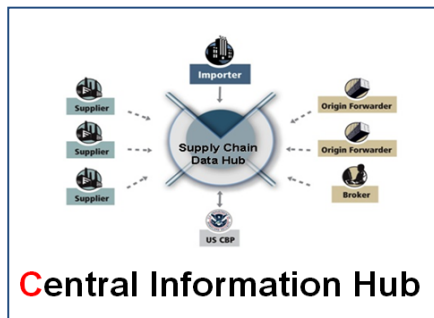 Importer
Supplier
Origin Forwarder
Supplier
Supply Chain
Data Hub
Origin Forwarder
Supplier
Broker
US CBP
Central Information Hub